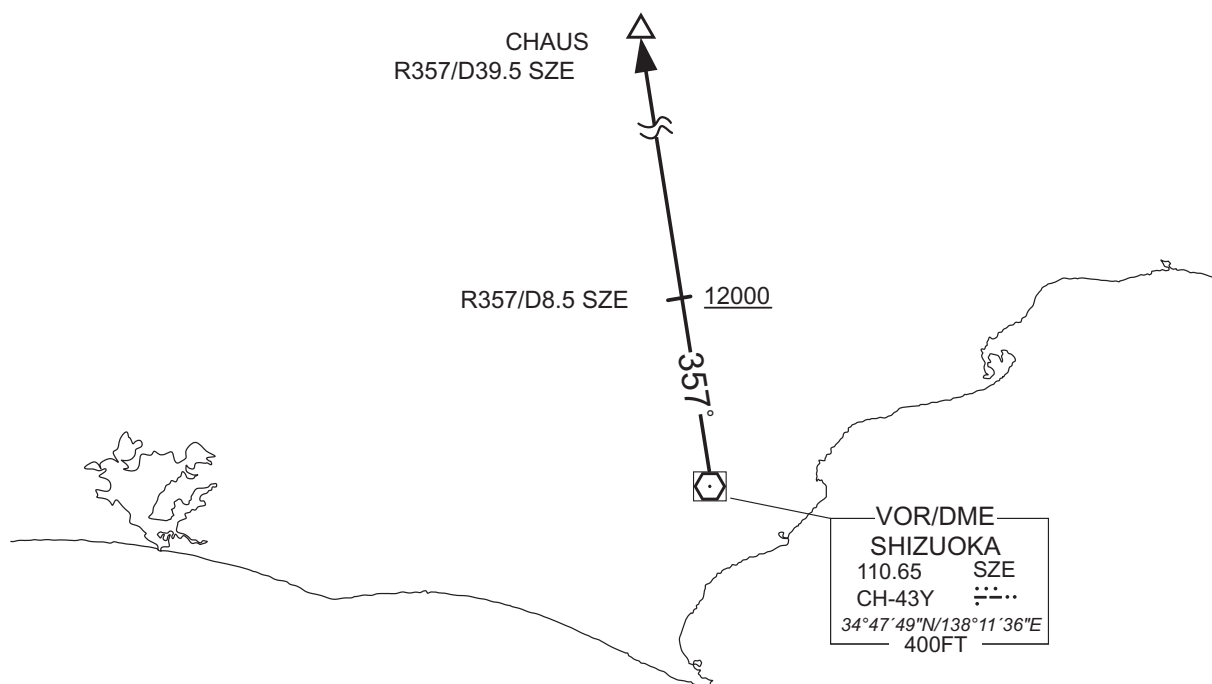 CHAUS
R357/D39.5 SZE
R357/D8.5 SZE 12000
357°
VOR/DME
SHIZUOKA
110.65 SZE
CH-43Y
34°47´49"N/138°11´36"E
400FT